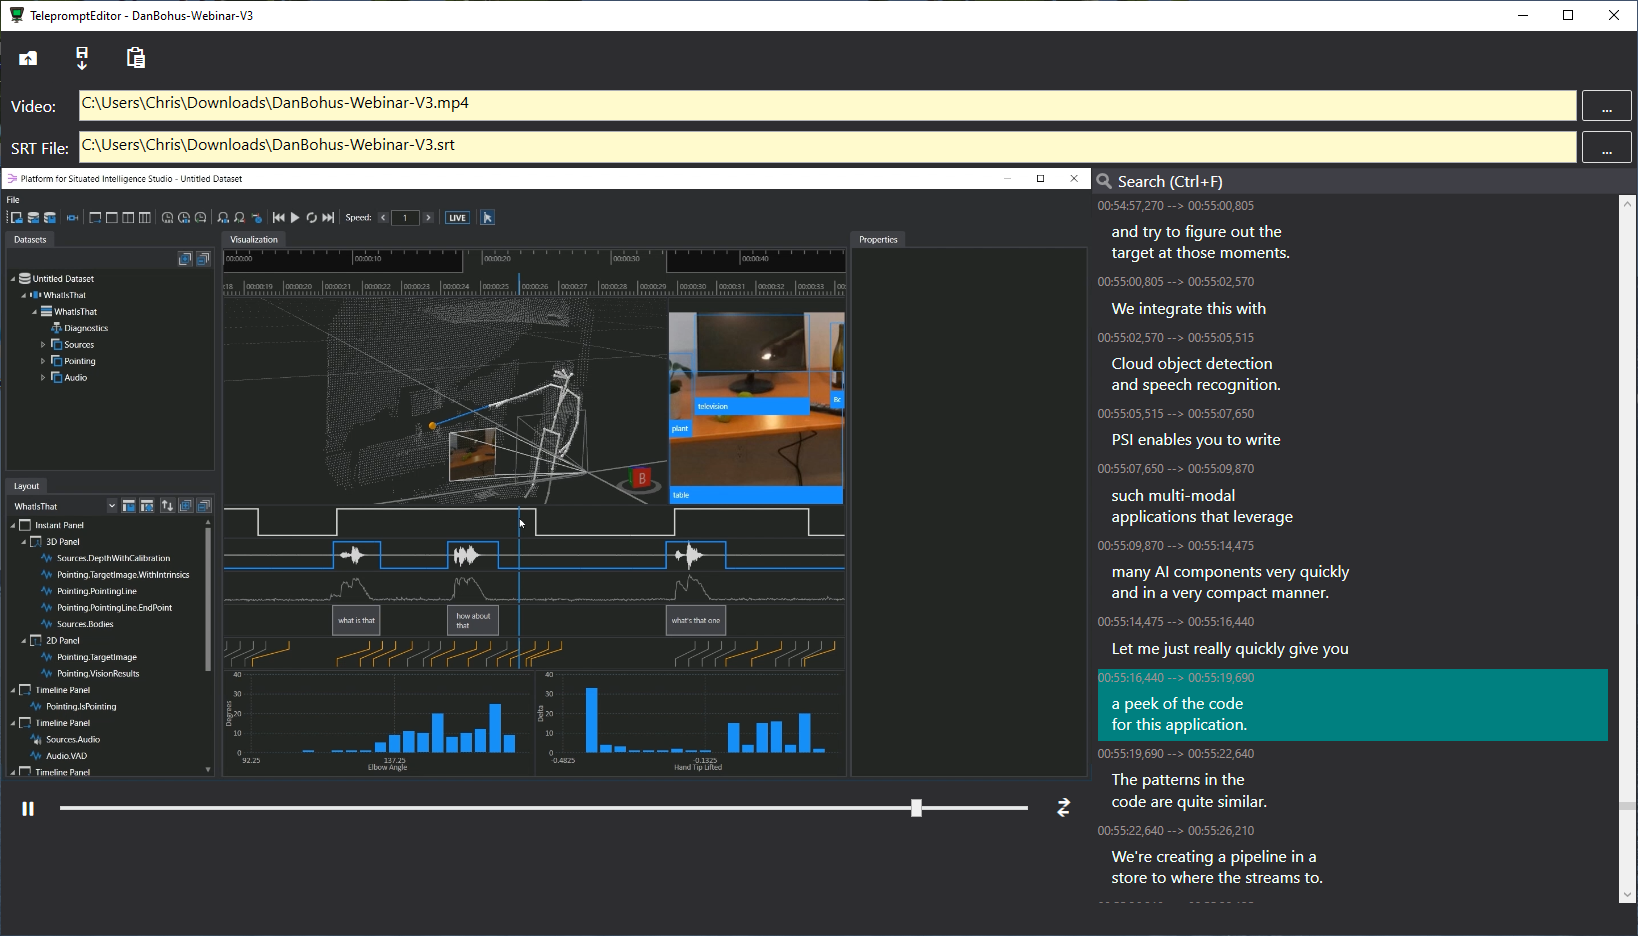 TelepromptEditor - DanBohus-Webinar-V3
Video:
C:\Users\Chris\Downloads\DanBohus-Webinar-V3.mp4
...
SRT File:
C:\Users\Chris\Downloads\DanBohus-Webinar-V3.srt
...
Platform for Situated Intelligence Studio - Untitled Dataset
File
Speed:
1
LIVE
Datasets
Untitled Dataset
WhatIsThat
WhatIsThat
Diagnostics
Sources
Pointing
Audio
Layout
WhatIsThat
Instant Panel
3D Panel
Sources.DepthWithCalibration
Pointing.TargetImage.WithIntrinsics
Pointing.PointingLine
Pointing.PointingLine.EndPoint
Sources.Bodies
2D Panel
Pointing.TargetImage
Pointing.VisionResults
Timeline Panel
Pointing.IsPointing
Timeline Panel
Sources.Audio
Audio.VAD
Timeline Panel
Visualization
00:00:00
00:00:10
00:00:20
00:00:30
00:00:40
:18
00:00:19
00:00:20
00:00:21
00:00:22
00:00:23
00:00:24
00:00:25
00:00:26
00:00:27
00:00:28
00:00:29
00:00:30
00:00:31
00:00:32
00:00:33
00:
television
plant
table
B
what is that
how about
that
what's that one
40
30
20
10
0
Degrees
92.25
137.25
Elbow Angle
40
30
20
10
0
Delta
-0.4825
-0.1325
Hand Tip Lifted
Properties
Search (Ctrl+F)
00:54:57,270 --> 00:55:00,805
and try to figure out the
target at those moments.
00:55:00,805 --> 00:55:02,570
We integrate this with
00:55:02,570 --> 00:55:05,515
Cloud object detection
and speech recognition.
00:55:05,515 --> 00:55:07,650
PSI enables you to write
00:55:07,650 --> 00:55:09,870
such multi-modal
applications that leverage
00:55:09,870 --> 00:55:14,475
many AI components very quickly
and in a very compact manner.
00:55:14,475 --> 00:55:16,440
Let me just really quickly give you
00:55:16,440 --> 00:55:19,690
a peek of the code
for this application.
00:55:19,690 --> 00:55:22,640
The patterns in the
code are quite similar.
00:55:22,640 --> 00:55:26,210
We're creating a pipeline in a
store to where the streams to.